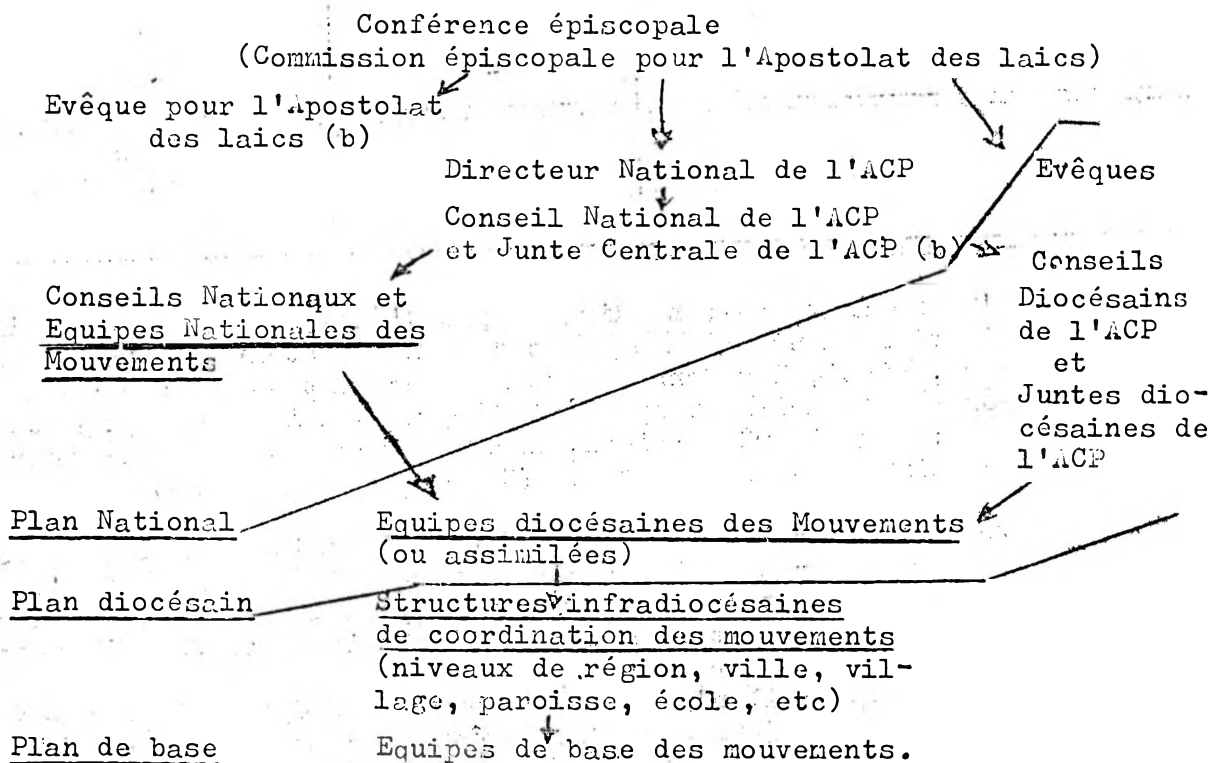 Conférence épiscopale
(Commission épiscopale pour l'Apostolat des laics)
Evêque pour l'Apostolat
des laics (b)
Directeur National de l'ACP
Evêques
Conseil National de l'ACP
et Junte Centrale de l'ACP (b)
Conseils
Diocésains
de l'ACP
et
Juntes dio-
césaines de
l'ACP
Conseils Nationaux et
Equipes Nationales des
Mouvements
Plan National
Equipes diocésaines des Mouvements
(ou assimilées)
Plan diocésain
Structures infradiocésaines
de coordination des mouvements
(niveaux de région, ville, vil-
lage, paroisse, école, etc)
Plan de base
Equipes de base des mouvements.